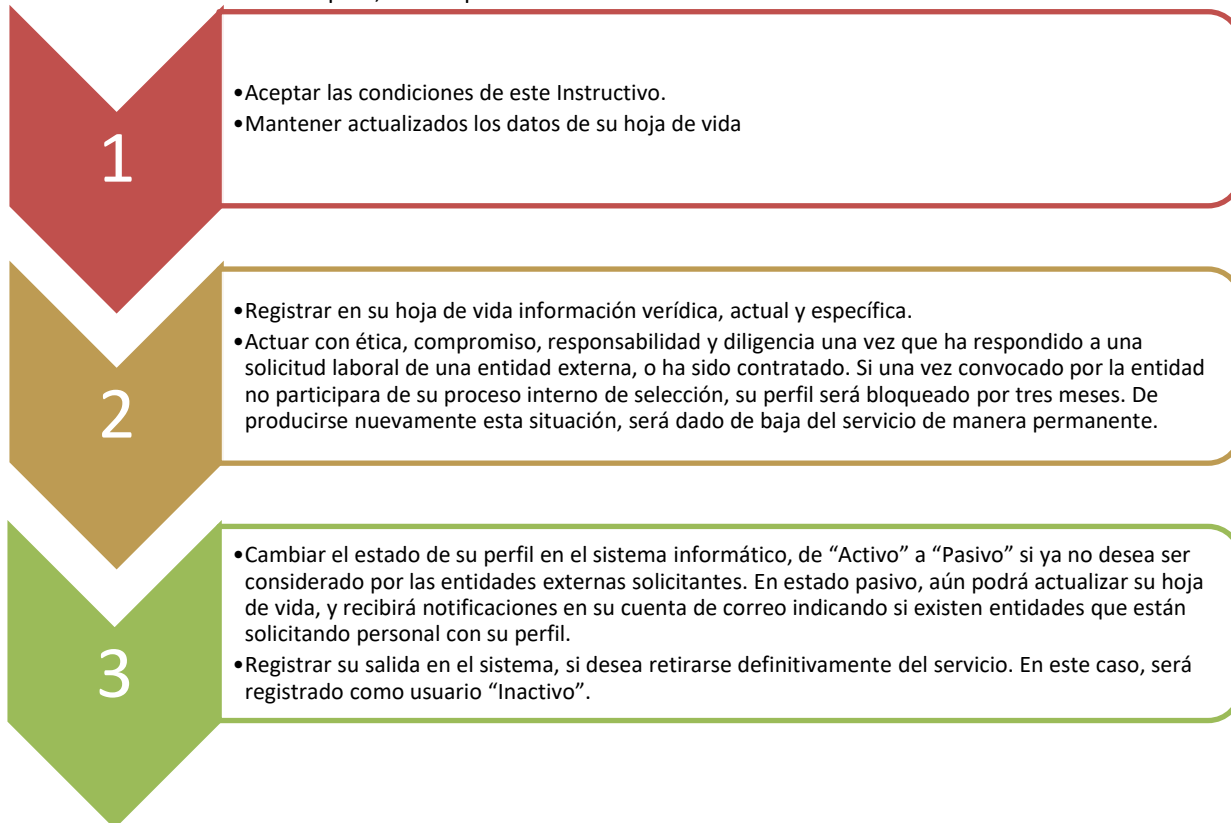 1
•Aceptar las condiciones de este Instructivo.
•Mantener actualizados los datos de su hoja de vida
2
•Registrar en su hoja de vida información verídica, actual y específica.
•Actuar con ética, compromiso, responsabilidad y diligencia una vez que ha respondido a una
solicitud laboral de una entidad externa, o ha sido contratado. Si una vez convocado por la entidad
no participara de su proceso interno de selección, su perfil será bloqueado por tres meses. De
producirse nuevamente esta situación, será dado de baja del servicio de manera permanente.
3
•Cambiar el estado de su perfil en el sistema informático, de “Activo” a “Pasivo” si ya no desea ser
considerado por las entidades externas solicitantes. En estado pasivo, aún podrá actualizar su hoja
de vida, y recibirá notificaciones en su cuenta de correo indicando si existen entidades que están
solicitando personal con su perfil.
•Registrar su salida en el sistema, si desea retirarse definitivamente del servicio. En este caso, será
registrado como usuario “Inactivo”.